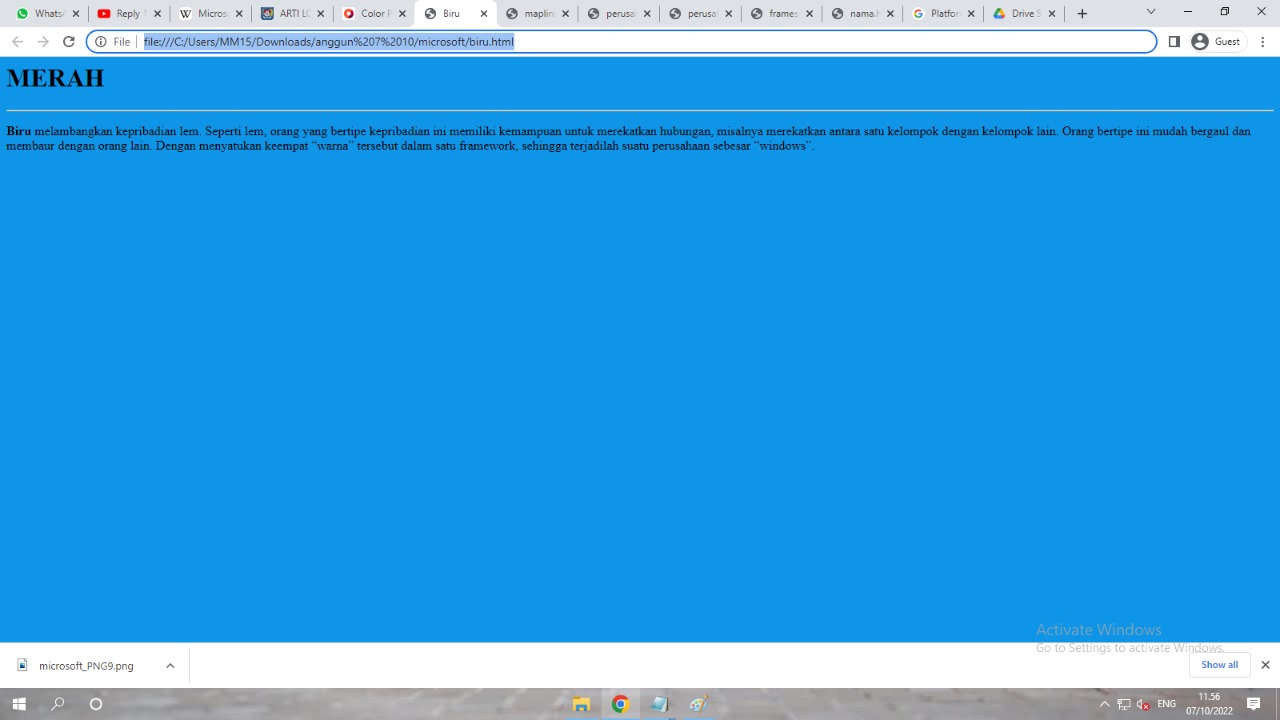 Whats/ Reply Micros ARTI LO Color P Biru maplin perusa perusa frames nama. Platfor Drive S
File file:///C:/Users/MM15/Downloads/anggun%207%2010/microsoft/biru.html Guest
MERAH
Biru melambangkan kepribadian lem. Seperti lem, orang yang bertipe kepribadian ini memiliki kemampuan untuk merekatkan hubungan, misalnya merekatkan antara satu kelompok dengan kelompok lain. Orang bertipe ini mudah bergaul dan
membaur dengan orang lain. Dengan menyatukan keempat “warna” tersebut dalam satu framework, sehingga terjadilah suatu perusahaan sebesar “windows”.
Activate Windows
Go to Settings to activate Windows.
microsoft_PNG9.png Show all
ENG 11.56
07/10/2022